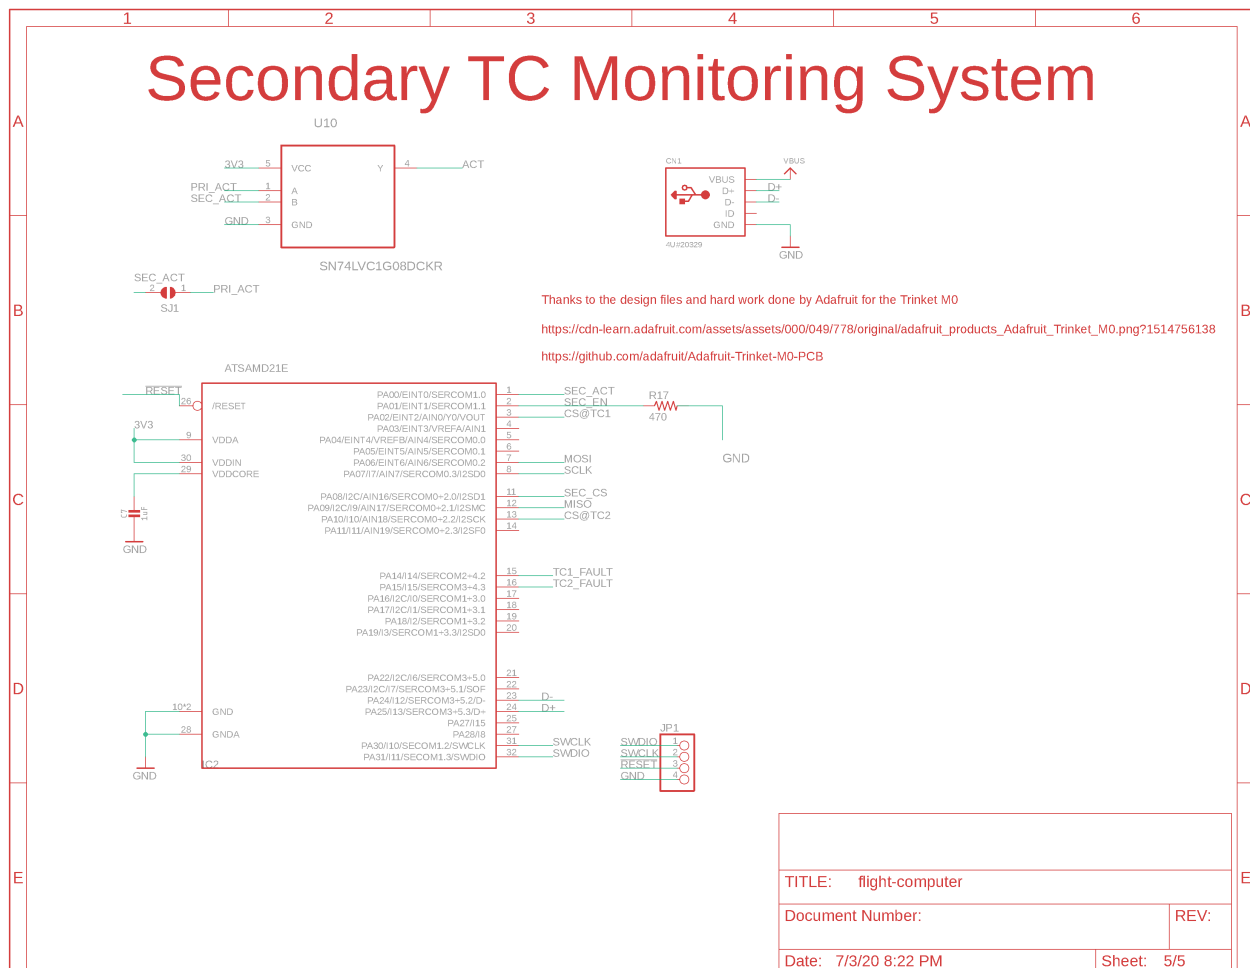 1 2 3 4 5 6
Secondary TC Monitoring System
A A
U10
3V3 5 VCC Y 4 ACT
PRI_ACT 1 A
SEC_ACT 2 B
GND 3 GND
SN74LVC1G08DCKR
CN1 VBUS
VBUS
D+ D+
D- D-
ID
GND
4U#20329
GND
SEC_ACT
2 1 PRI_ACT
SJ1
B B
Thanks to the design files and hard work done by Adafruit for the Trinket M0
https://cdn-learn.adafruit.com/assets/assets/000/049/778/original/adafruit_products_Adafruit_Trinket_M0.png?1514756138
https://github.com/adafruit/Adafruit-Trinket-M0-PCB
ATSAMD21E
RESET 26 /RESET
3V3
9 VDDA
30 VDDIN
29 VDDCORE
C7 1uF
GND
10*2 GND
28 GNDA
GND
IC2
PA00/EINT0/SERCOM1.0 1 SEC_ACT
PA01/EINT1/SERCOM1.1 2 SEC_EN
PA02/EINT2/AIN0/Y0/VOUT 3 CS@TC1
PA03/EINT3/VREFA/AIN1 4
PA04/EINT4/VREFB/AIN4/SERCOM0.0 5
PA05/EINT5/AIN5/SERCOM0.1 6
PA06/EINT6/AIN6/SERCOM0.2 7 MOSI
PA07/I7/AIN7/SERCOM0.3/I2SD0 8 SCLK
PA08/I2C/AIN16/SERCOM0+2.0/I2SD1 11 SEC_CS
PA09/I2C/I9/AIN17/SERCOM0+2.1/I2SMC 12 MISO
PA10/I10/AIN18/SERCOM0+2.2/I2SCK 13 CS@TC2
PA11/I11/AIN19/SERCOM0+2.3/I2SF0 14
PA14/I14/SERCOM2+4.2 15 TC1_FAULT
PA15/I15/SERCOM3+4.3 16 TC2_FAULT
PA16/I2C/I0/SERCOM1+3.0 17
PA17/I2C/I1/SERCOM1+3.1 18
PA18/I2/SERCOM1+3.2 19
PA19/I3/SERCOM1+3.3/I2SD0 20
PA22/I2C/I6/SERCOM3+5.0 21
PA23/I2C/I7/SERCOM3+5.1/SOF 22
PA24/I12/SERCOM3+5.2/D- 23 D-
PA25/I13/SERCOM3+5.3/D+ 24 D+
PA27/I15 25
PA28/I8 27
PA30/I10/SECOM1.2/SWCLK 31 SWCLK
PA31/I11/SECOM1.3/SWDIO 32 SWDIO
R17
470
GND
C C
D D
JP1
SWDIO 1
SWCLK 2
RESET 3
GND 4
E E
TITLE: flight-computer
Document Number: REV:
Date: 7/3/20 8:22 PM Sheet: 5/5